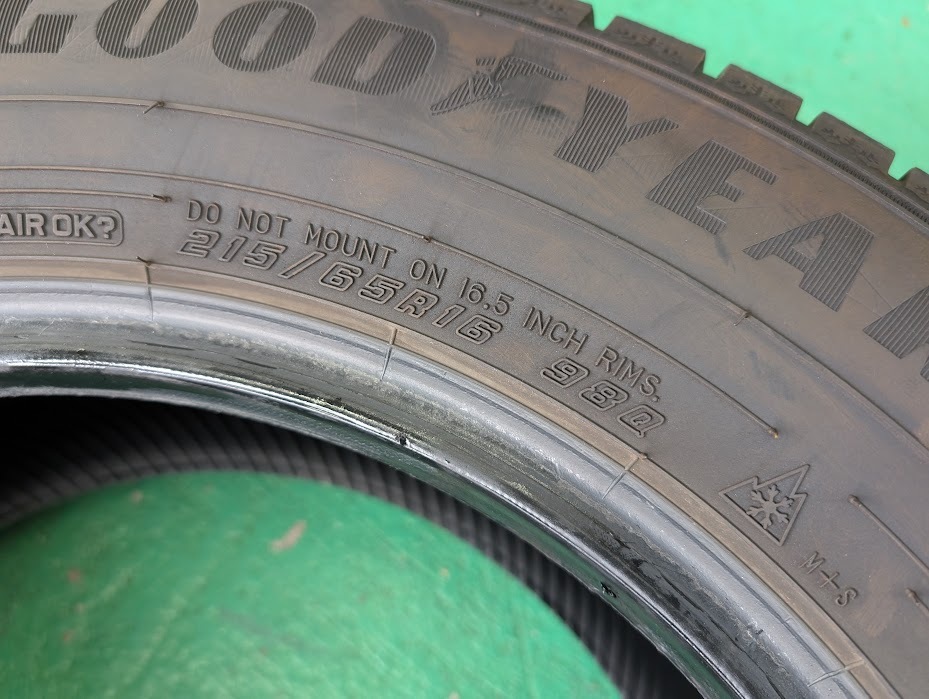 GOODYEAR
AIR OK?
DO NOT MOUNT ON 16.5 INCH RIMS.
215/65R16 98Q
M+S